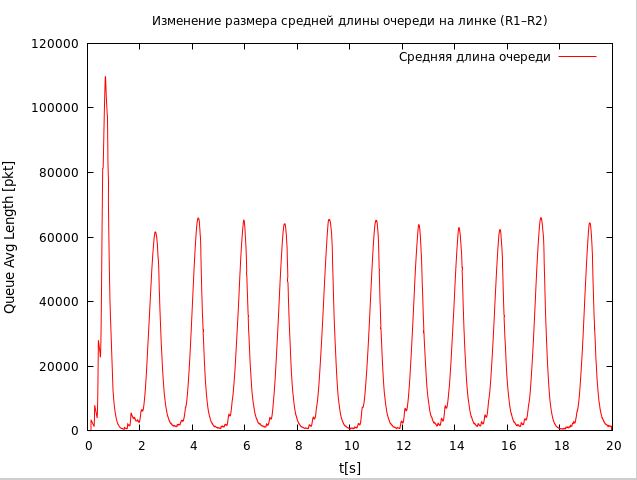 Изменение размера средней длины очереди на линке (R1–R2)
Средняя длина очереди
Queue Avg Length [pkt]
120000
100000
80000
60000
40000
20000
0
0 2 4 6 8 10 12 14 16 18 20
t[s]